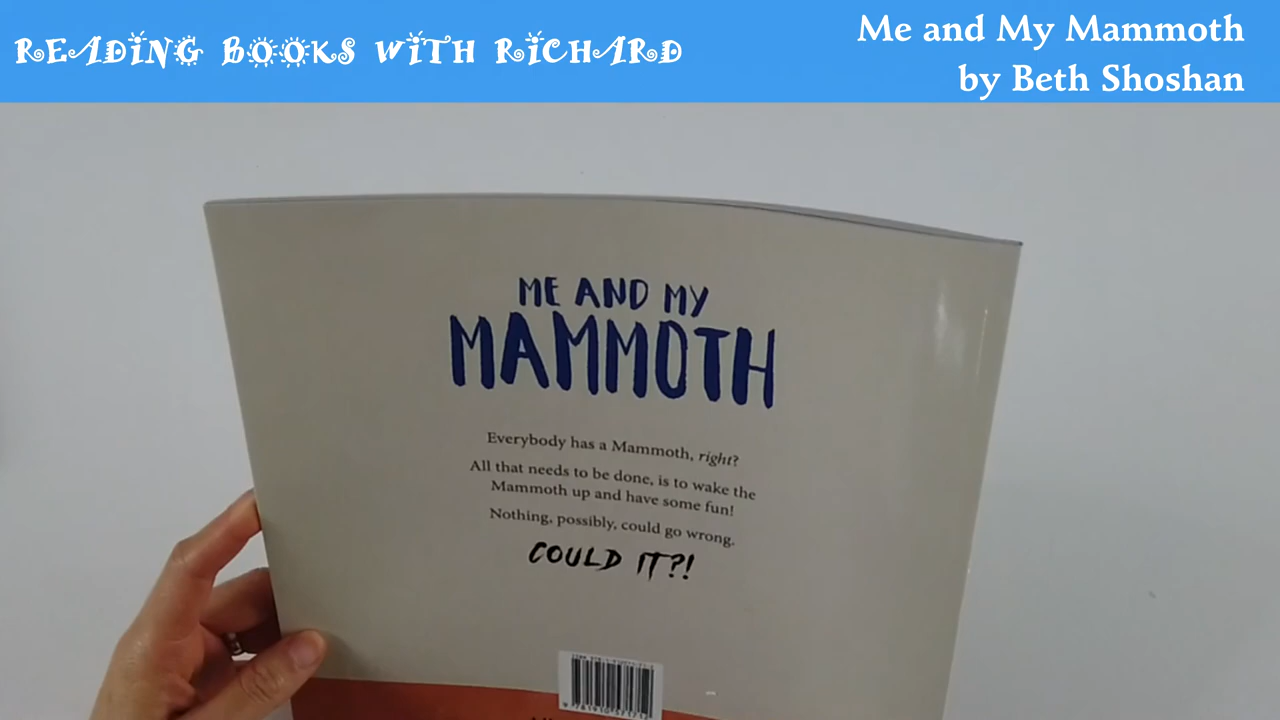 READING BOOKS WITH RICHARD
Me and My Mammoth
by Beth Shoshan
ME AND MY
MAMMOTH
Everybody has a Mammoth, right?
All that needs to be done, is to wake the
Mammoth up and have some fun!
Nothing, possibly, could go wrong.
COULD IT?!